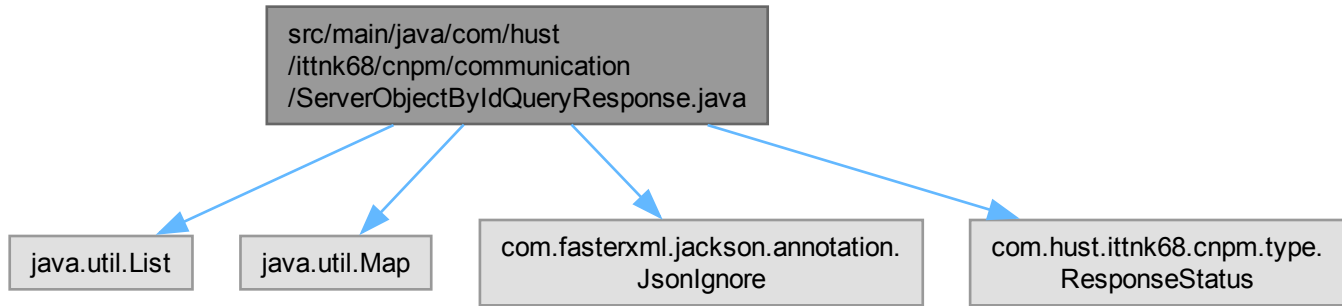 src/main/java/com/hust
/ittnk68/cnpm/communication
/ServerObjectByIdQueryResponse.java
java.util.List
java.util.Map
com.fasterxml.jackson.annotation.
JsonIgnore
com.hust.ittnk68.cnpm.type.
ResponseStatus